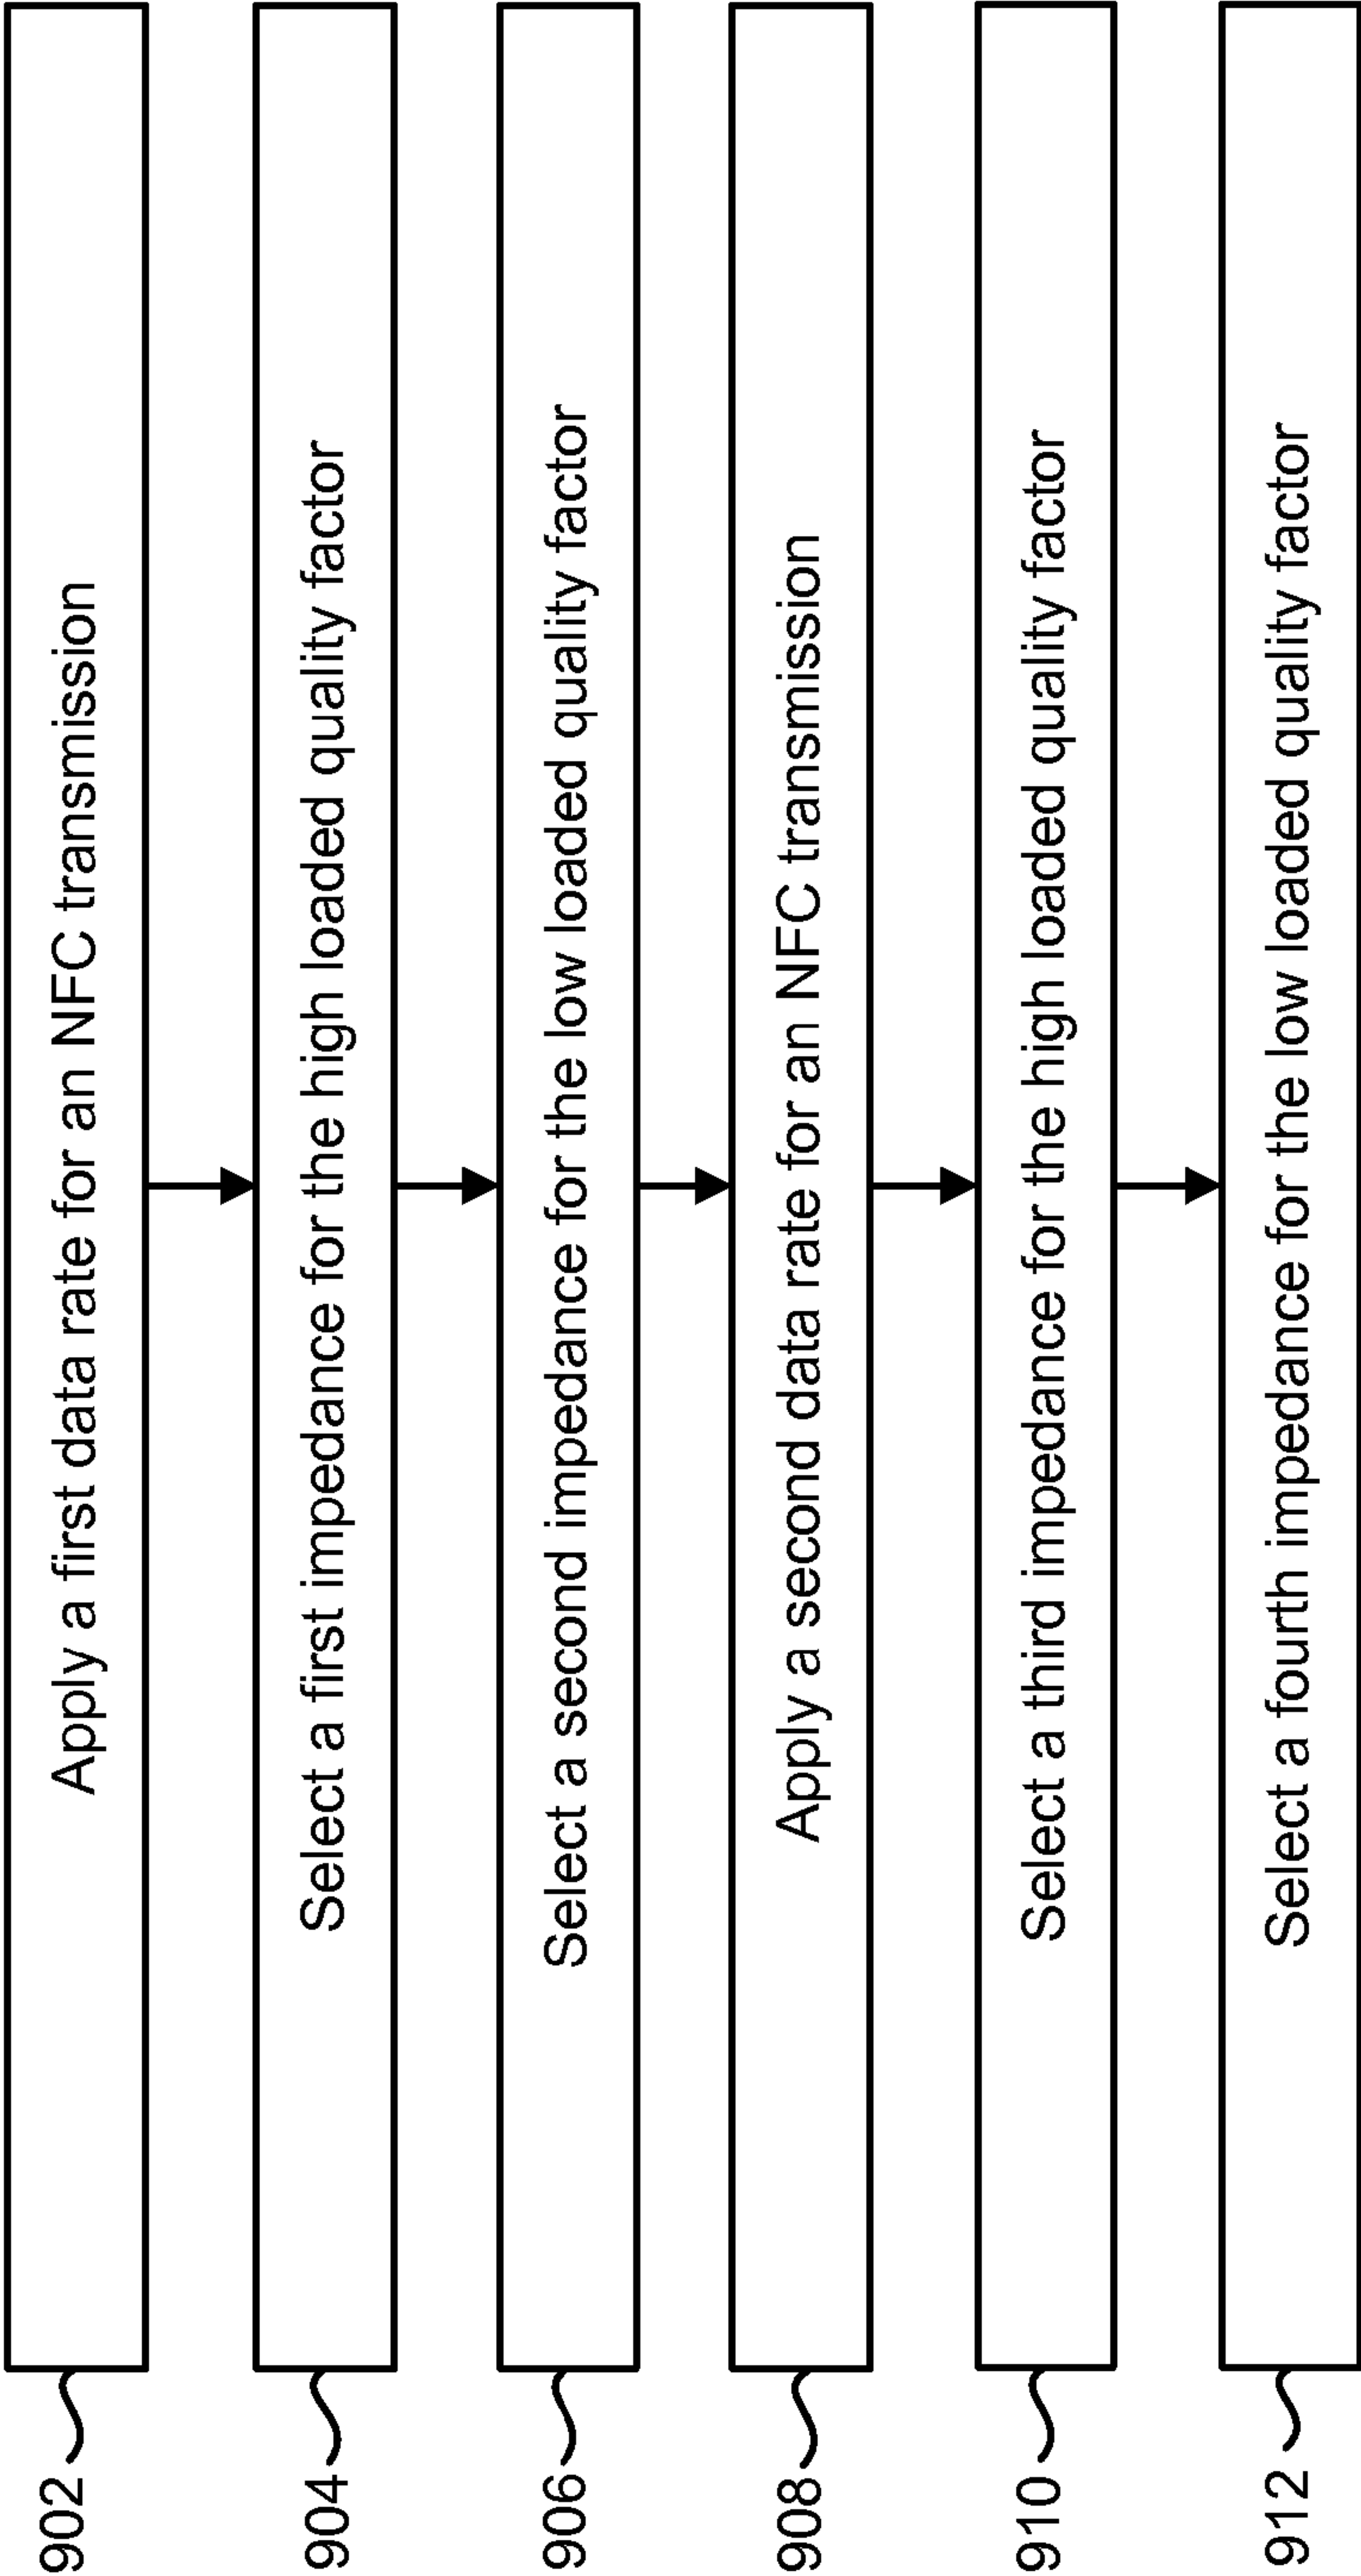 902 Apply a first data rate for an NFC transmission
904 Select a first impedance for the high loaded quality factor
906 Select a second impedance for the low loaded quality factor
908 Apply a second data rate for an NFC transmission
910 Select a third impedance for the high loaded quality factor
912 Select a fourth impedance for the low loaded quality factor